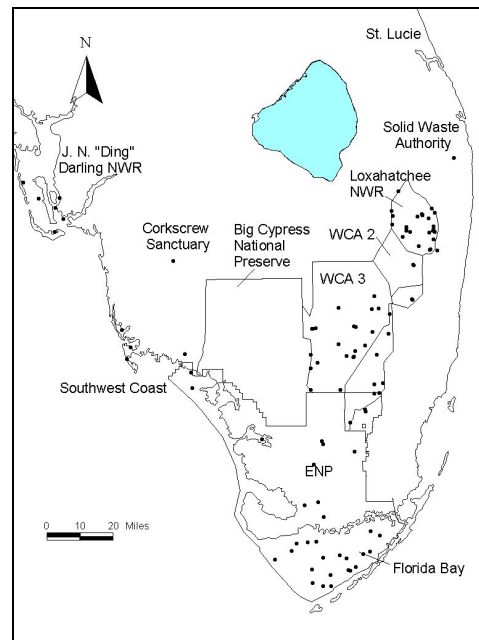 St. Lucie
N
Solid Waste
Authority
J. N. "Ding"
Darling NWR
Loxahatchee
NWR
Corkscrew
Sanctuary
Big Cypress
National
Preserve
WCA 2
WCA 3
Southwest Coast
ENP
0 10 20 Miles
Florida Bay